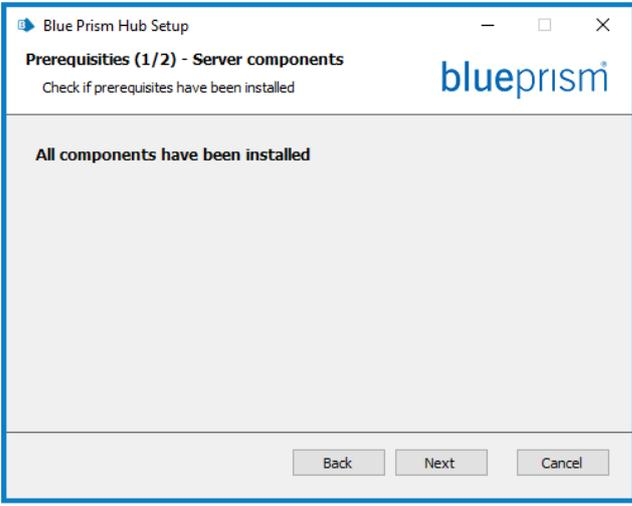 Blue Prism Hub Setup
Prerequisities (1/2) - Server components
Check if prerequisites have been installed
blueprism®
All components have been installed
Back
Next
Cancel